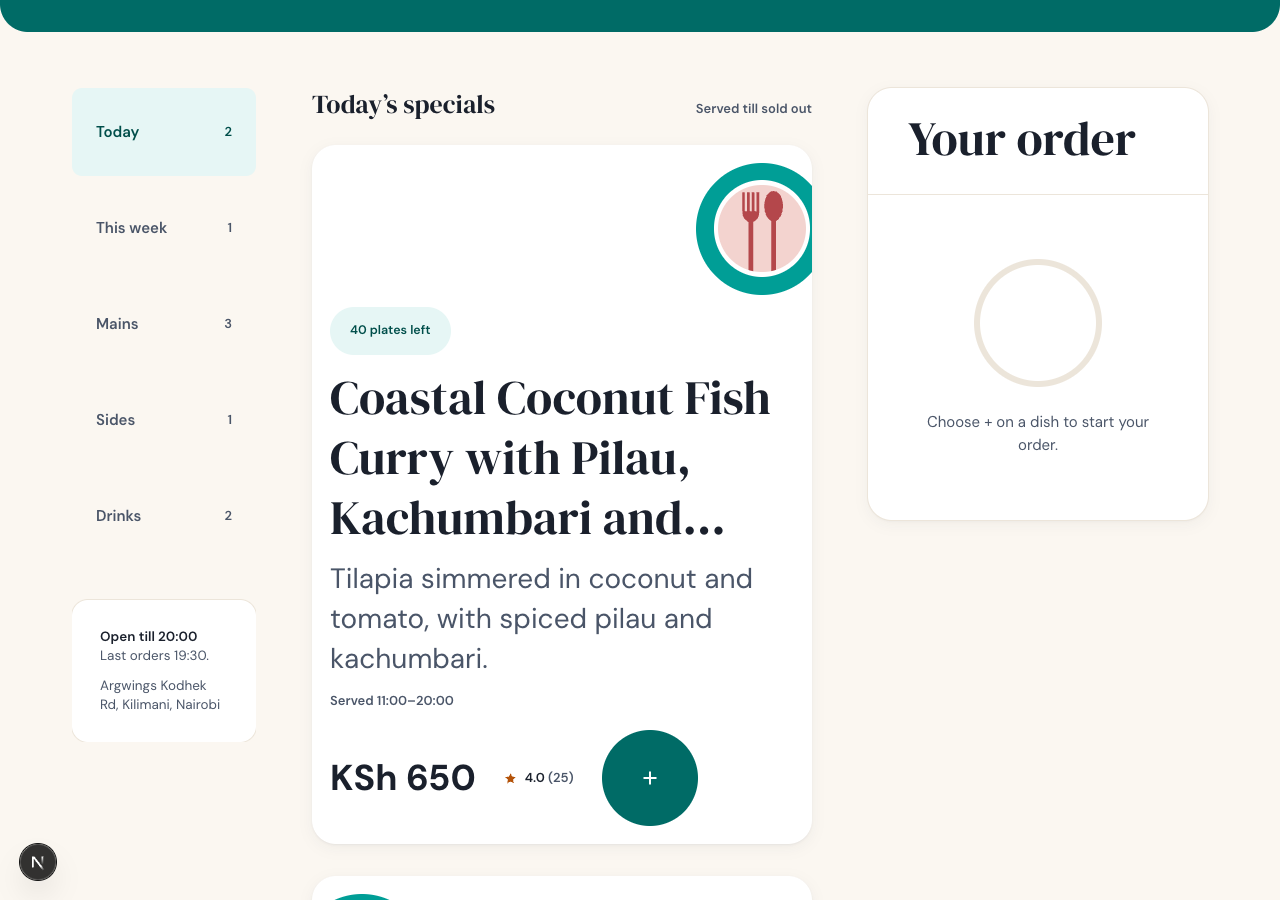 Today 2
This week 1
Mains 3
Sides 1
Drinks 2
Open till 20:00
Last orders 19:30.
Argwings Kodhek
Rd, Kilimani, Nairobi
Today’s specials
Served till sold out
40 plates left
Coastal Coconut Fish
Curry with Pilau,
Kachumbari and…
Tilapia simmered in coconut and
tomato, with spiced pilau and
kachumbari.
Served 11:00–20:00
KSh 650
4.0 (25)
+
Your order
Choose + on a dish to start your
order.
N